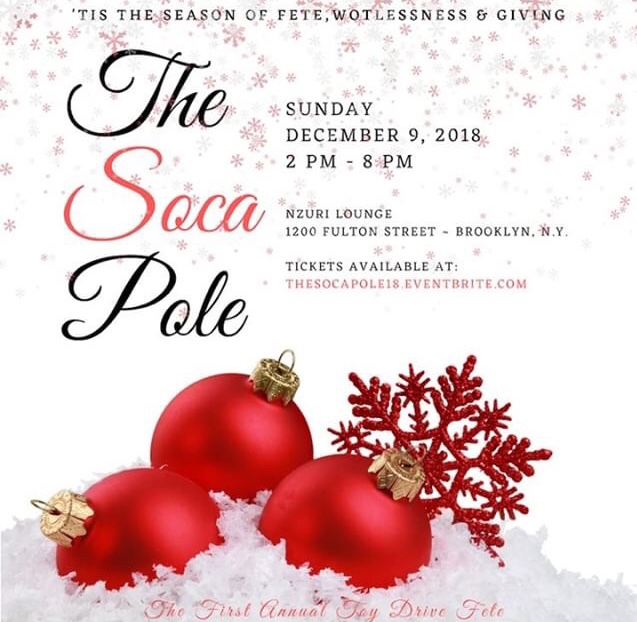 'TIS THE SEASON OF FETE,WOTLESSNESS & GIVING
The
Soca
Pole
SUNDAY
DECEMBER 9, 2018
2 PM - 8 PM
NZURI LOUNGE
1200 FULTON STREET ~ BROOKLYN, N.Y.
TICKETS AVAILABLE AT:
THESOCAPOLE18.EVENTBRITE.COM
The First Annual Toy Drive Fete